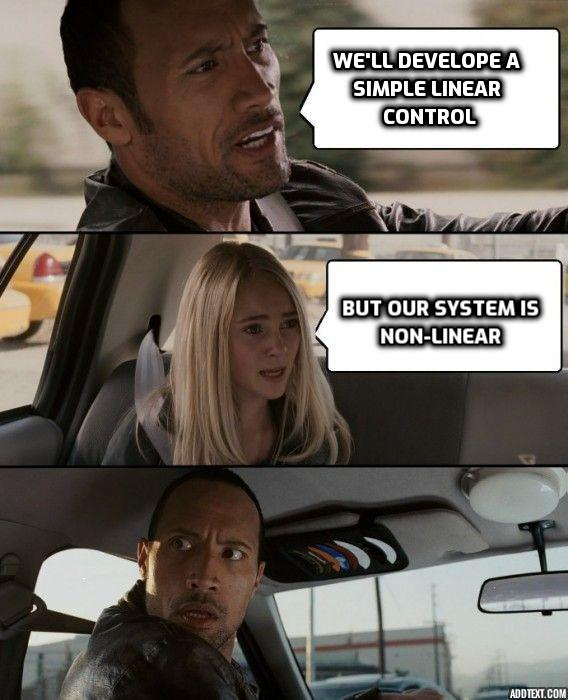 WE'LL DEVELOPE A
SIMPLE LINEAR
CONTROL
BUT OUR SYSTEM IS
NON-LINEAR
ADDTEXT.COM